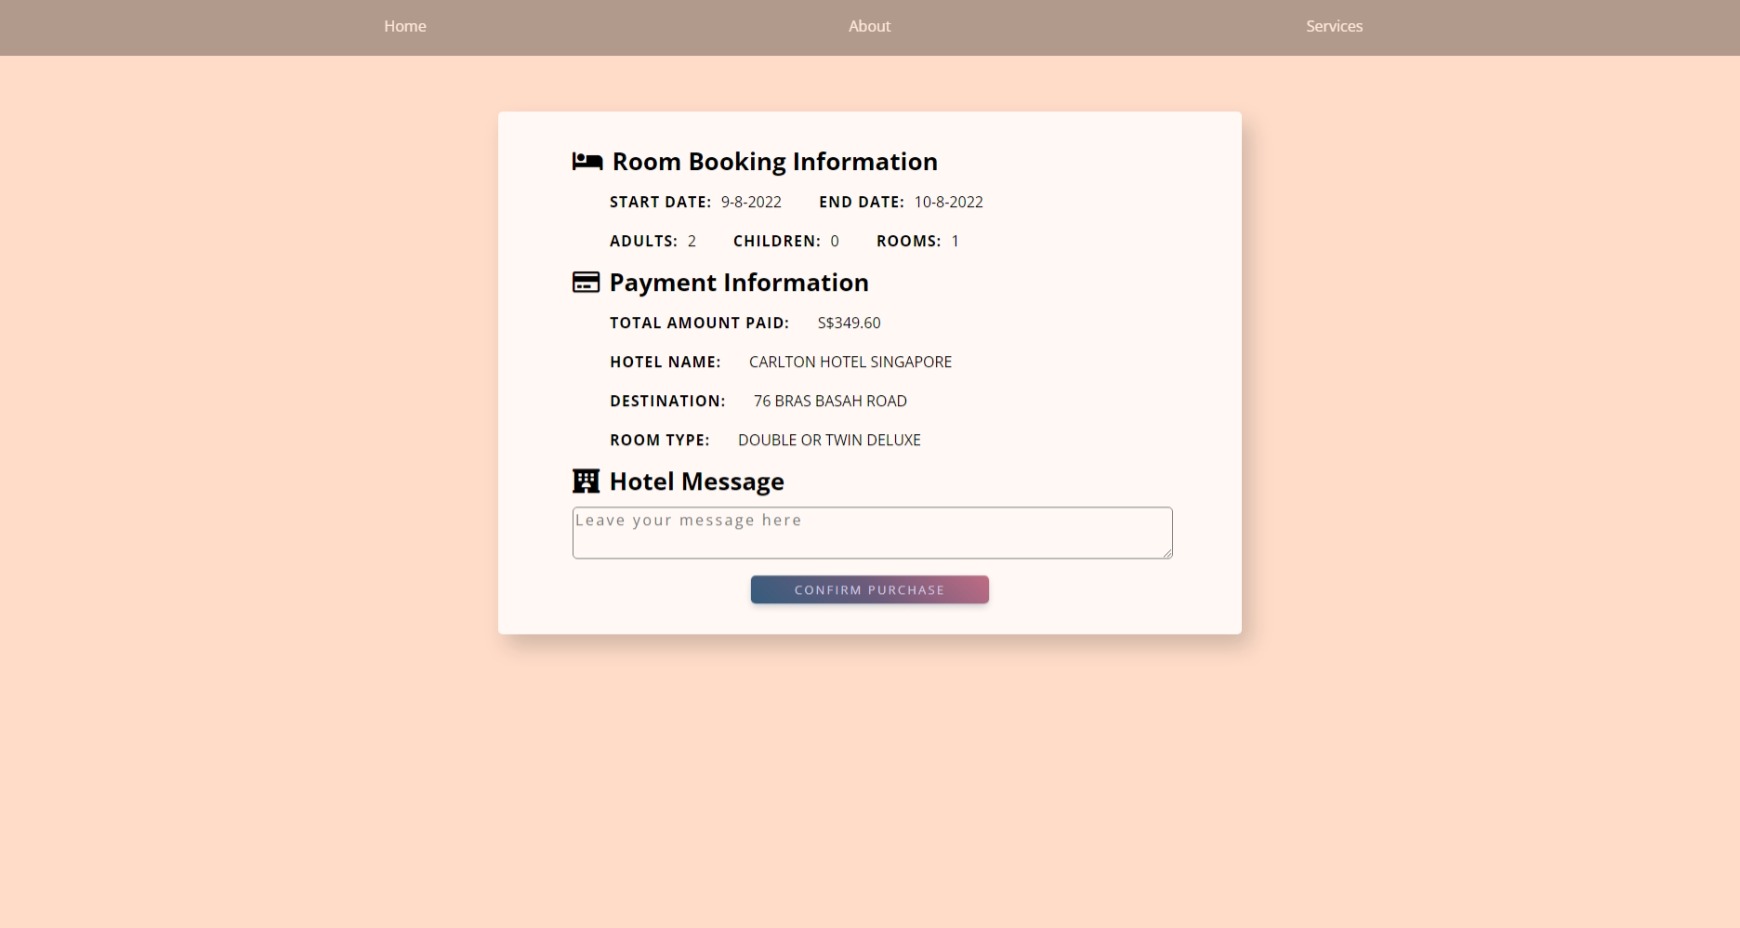 Home About Services
Room Booking Information
START DATE: 9-8-2022 END DATE: 10-8-2022
ADULTS: 2 CHILDREN: 0 ROOMS: 1
Payment Information
TOTAL AMOUNT PAID: S$349.60
HOTEL NAME: CARLTON HOTEL SINGAPORE
DESTINATION: 76 BRAS BASAH ROAD
ROOM TYPE: DOUBLE OR TWIN DELUXE
Hotel Message
Leave your message here
CONFIRM PURCHASE